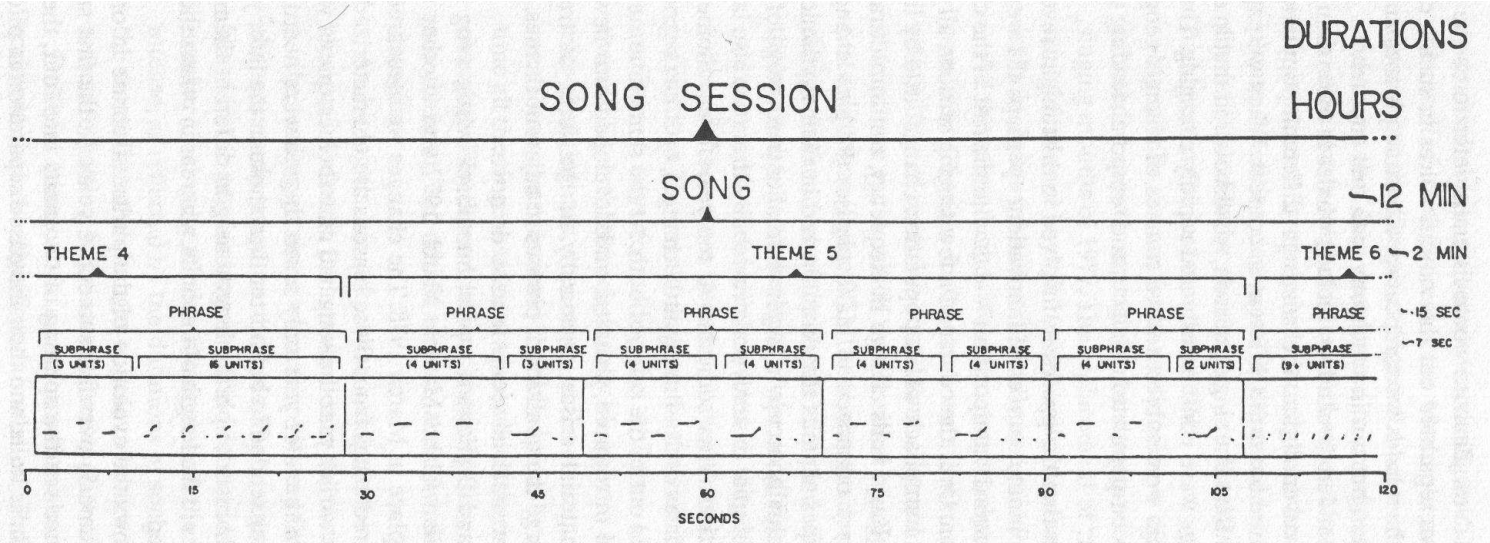 DURATIONS
SONG SESSION HOURS
SONG ~12 MIN
THEME 4 THEME 5 THEME 6 ~2 MIN
PHRASE PHRASE PHRASE PHRASE PHRASE PHRASE ~15 SEC
SUBPHRASE SUBPHRASE SUBPHRASE SUBPHRASE SUBPHRASE SUBPHRASE SUBPHRASE SUBPHRASE SUBPHRASE SUBPHRASE SUBPHRASE ~7 SEC
(3 UNITS) (6 UNITS) (4 UNITS) (3 UNITS) (4 UNITS) (4 UNITS) (4 UNITS) (4 UNITS) (4 UNITS) (2 UNITS) (9+ UNITS)
0 15 30 45 60 75 90 105 120
SECONDS